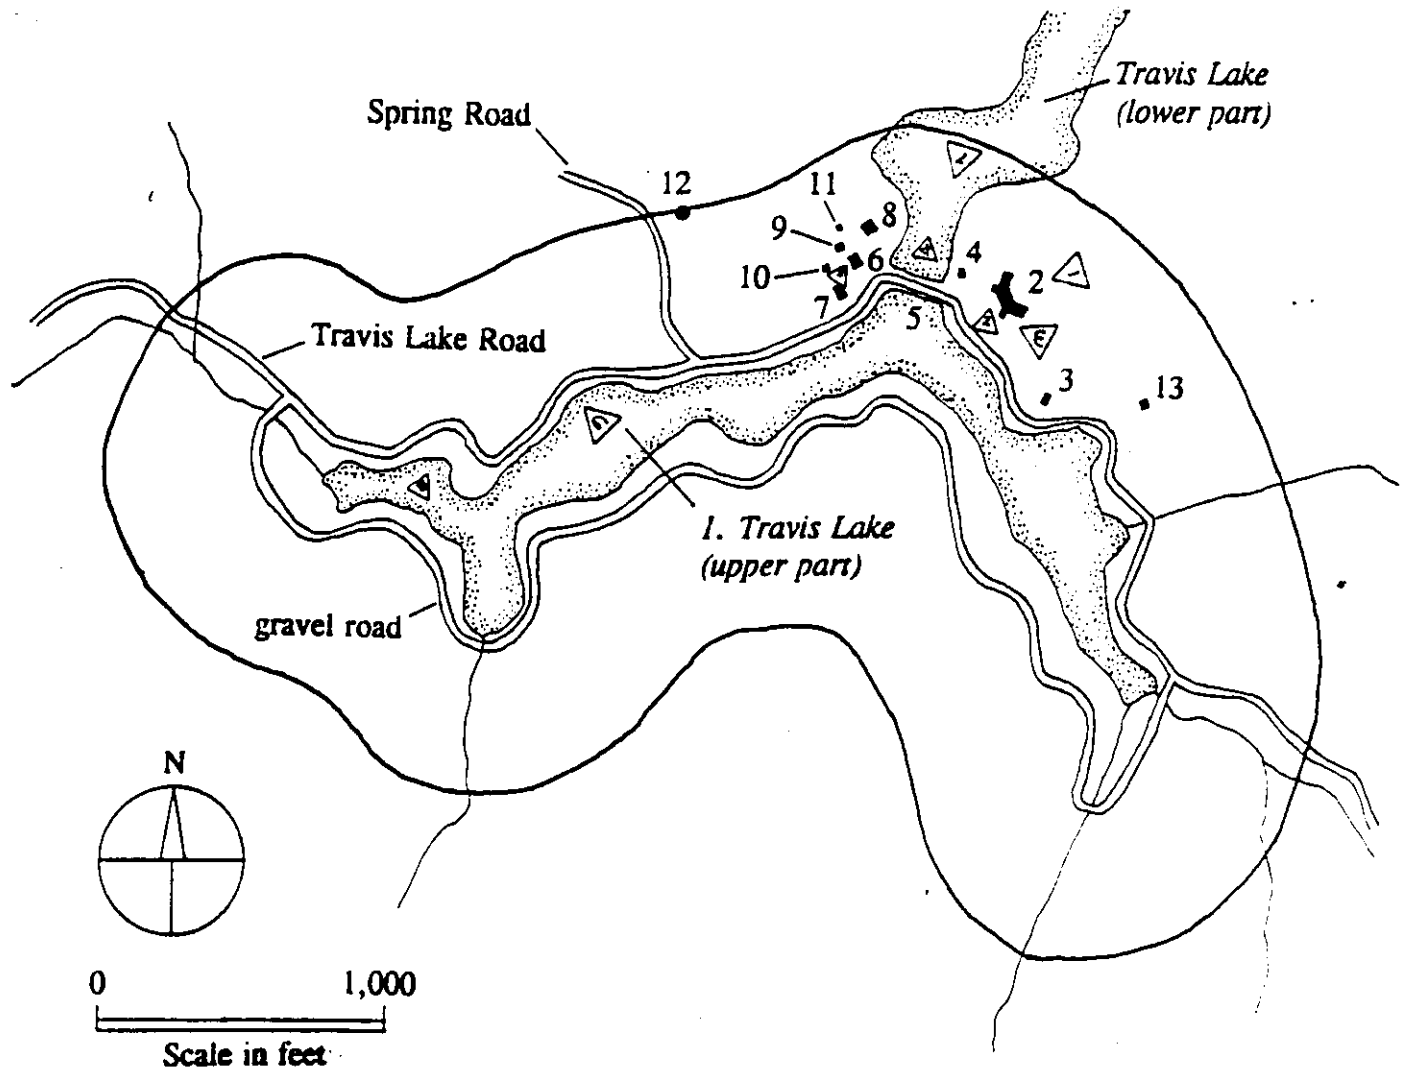 Travis Lake
(lower part)
Spring Road
12
11
8
9
6
4
10
2
7
5
Travis Lake Road
3
13
1. Travis Lake
(upper part)
gravel road
N
0 1,000
Scale in feet